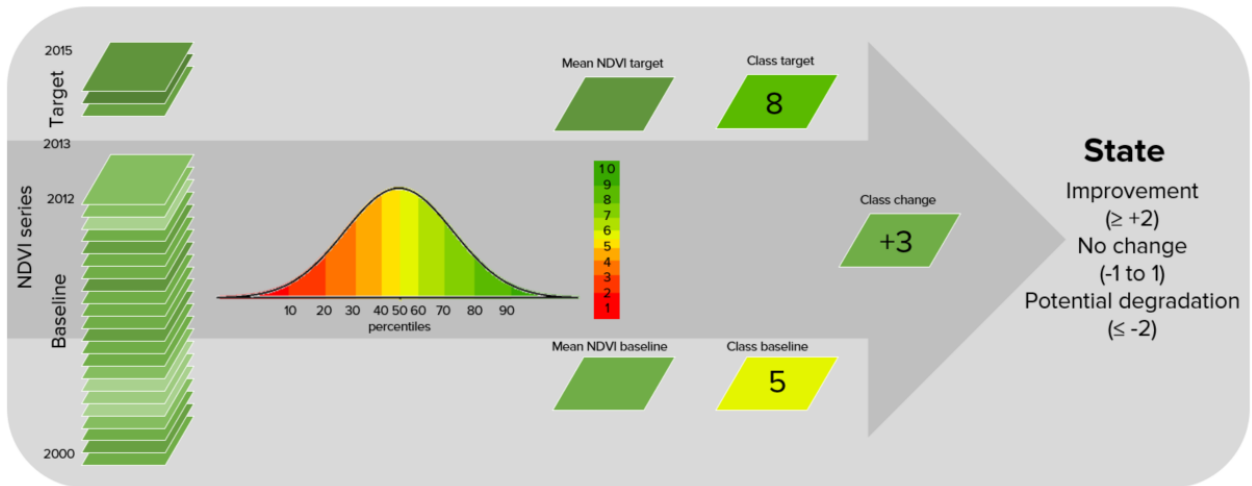 2015
Target
2013
NDVI series
2012
Baseline
2000
10 20 30 40 50 60 70 80 90
percentiles
10
9
8
7
6
5
4
3
2
1
Mean NDVI target
Class target
8
Mean NDVI baseline
Class baseline
5
Class change
+3
State
Improvement
(≥ +2)
No change
(-1 to 1)
Potential degradation
(≤ -2)